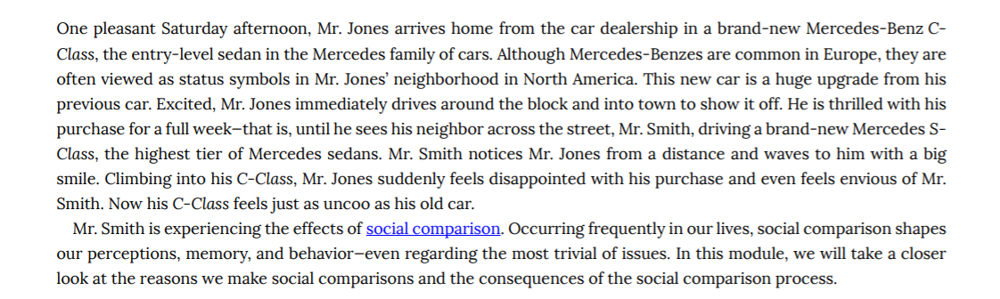 One pleasant Saturday afternoon, Mr. Jones arrives home from the car dealership in a brand-new Mercedes-Benz C-
Class, the entry-level sedan in the Mercedes family of cars. Although Mercedes-Benzes are common in Europe, they are
often viewed as status symbols in Mr. Jones’ neighborhood in North America. This new car is a huge upgrade from his
previous car. Excited, Mr. Jones immediately drives around the block and into town to show it off. He is thrilled with his
purchase for a full week—that is, until he sees his neighbor across the street, Mr. Smith, driving a brand-new Mercedes S-
Class, the highest tier of Mercedes sedans. Mr. Smith notices Mr. Jones from a distance and waves to him with a big
smile. Climbing into his C-Class, Mr. Jones suddenly feels disappointed with his purchase and even feels envious of Mr.
Smith. Now his C-Class feels just as uncoo as his old car.
Mr. Smith is experiencing the effects of social comparison. Occurring frequently in our lives, social comparison shapes
our perceptions, memory, and behavior—even regarding the most trivial of issues. In this module, we will take a closer
look at the reasons we make social comparisons and the consequences of the social comparison process.